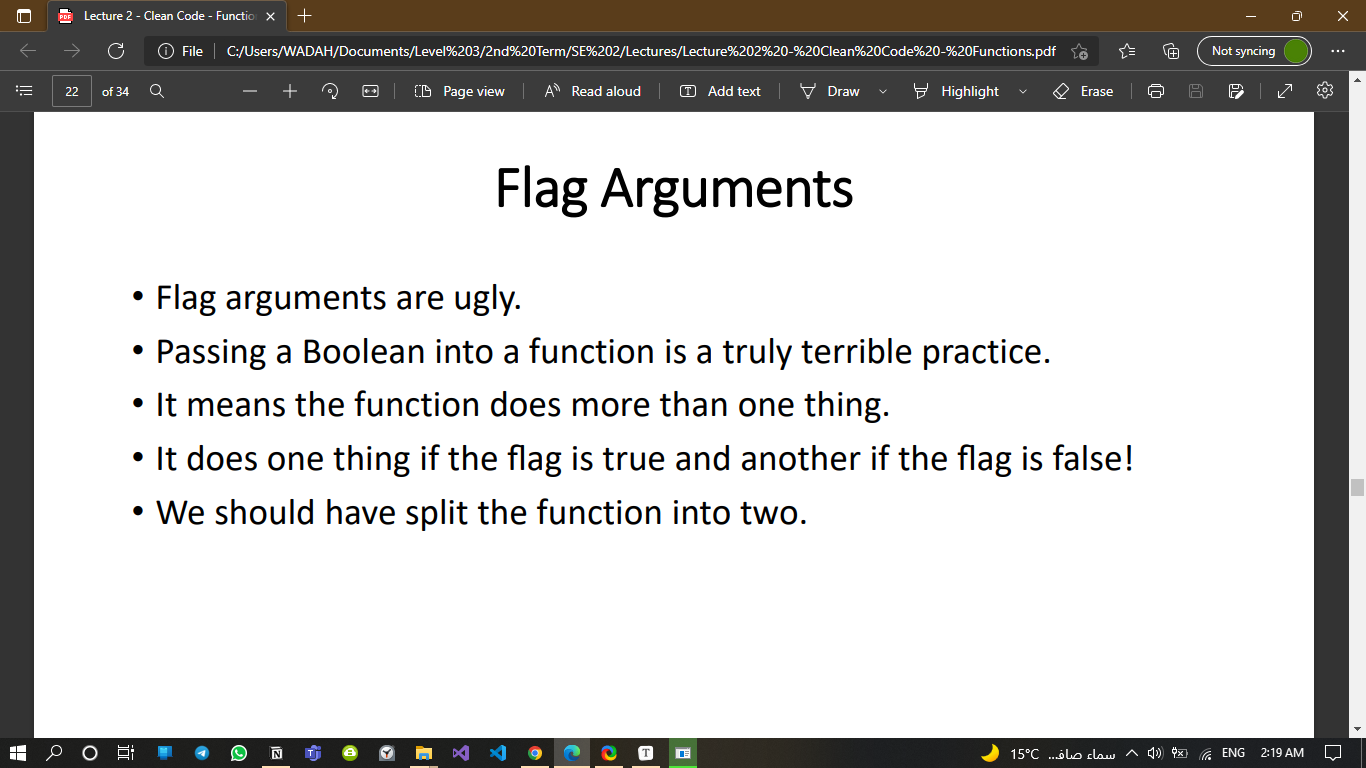 Lecture 2 - Clean Code - Functio
File
C:/Users/WADAH/Documents/Level%203/2nd%20Term/SE%202/Lectures/Lecture%202%20-%20Clean%20Code%20-%20Functions.pdf
Not syncing
22 of 34
Page view
Read aloud
Add text
Draw
Highlight
Erase
Flag Arguments
• Flag arguments are ugly.
• Passing a Boolean into a function is a truly terrible practice.
• It means the function does more than one thing.
• It does one thing if the flag is true and another if the flag is false!
• We should have split the function into two.
15°C سماء صافـ...
ENG
2:19 AM